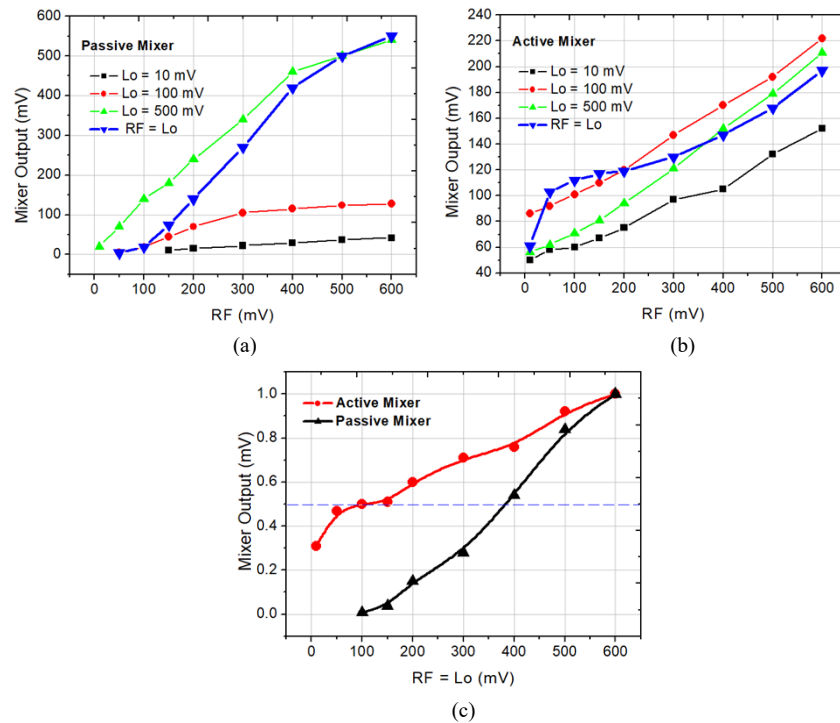 Passive Mixer
Lo = 10 mV
Lo = 100 mV
Lo = 500 mV
RF = Lo
Mixer Output (mV)
600
500
400
300
200
100
0
0 100 200 300 400 500 600
RF (mV)
(a)
Active Mixer
Lo = 10 mV
Lo = 100 mV
Lo = 500 mV
RF = Lo
Mixer Output (mV)
220
200
180
160
140
120
100
80
60
40
0 100 200 300 400 500 600
RF (mV)
(b)
Active Mixer
Passive Mixer
Mixer Output (mV)
1.0
0.8
0.6
0.4
0.2
0.0
0 100 200 300 400 500 600
RF = Lo (mV)
(c)